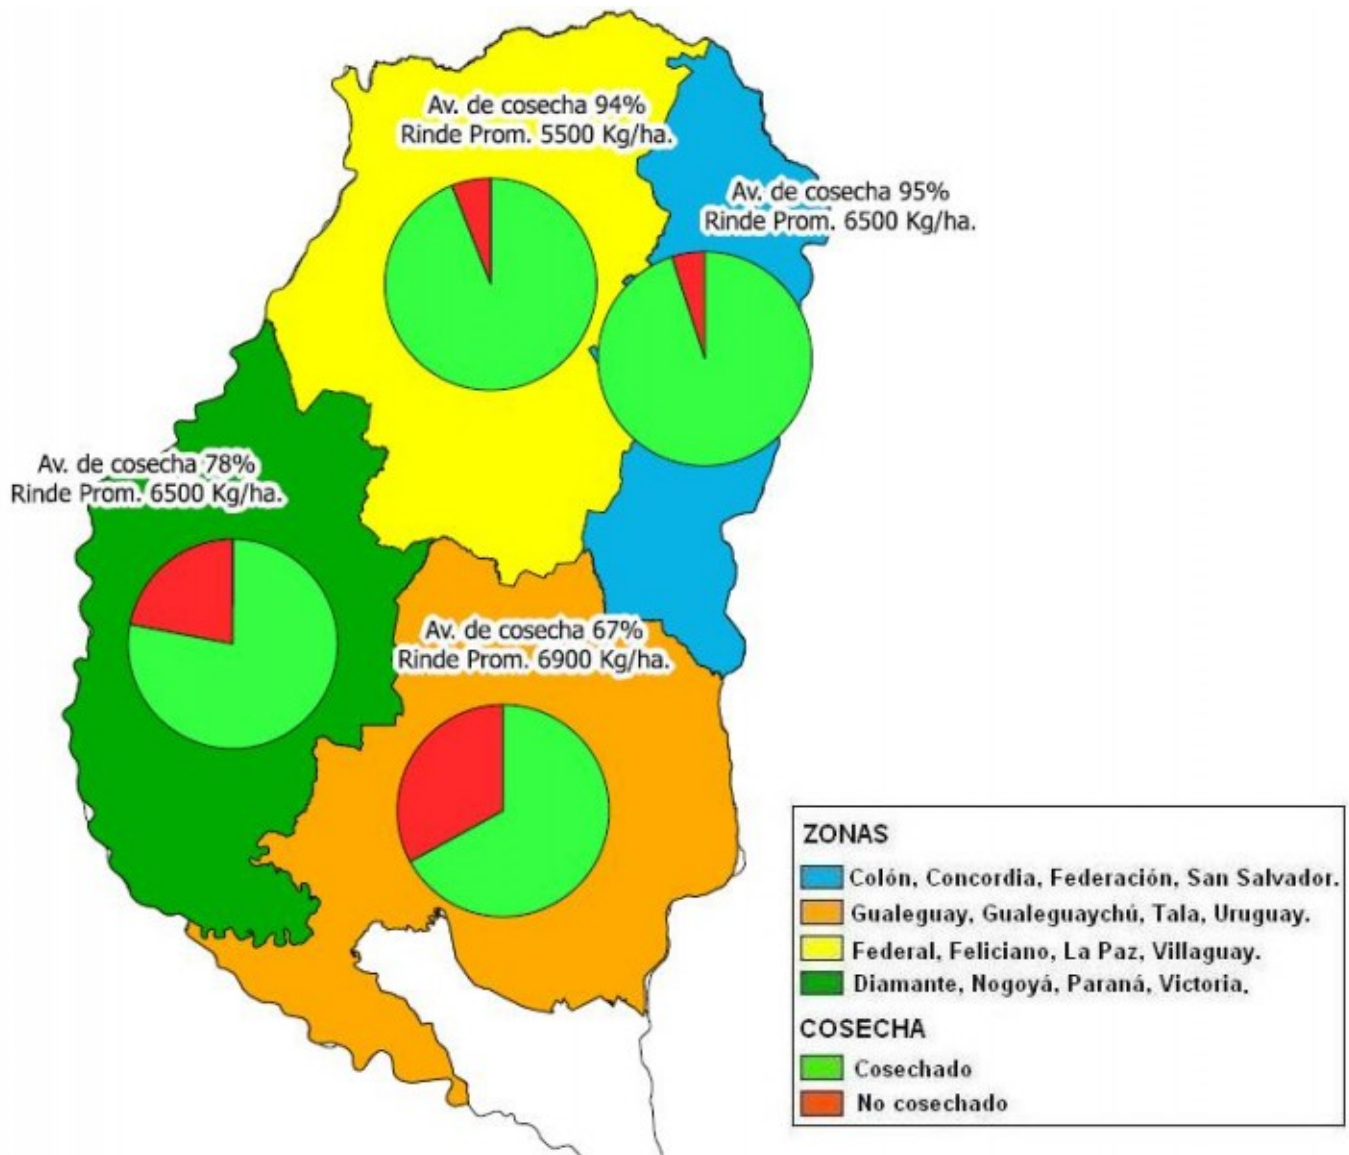 Av. de cosecha 94%
Rinde Prom. 5500 Kg/ha.
Av. de cosecha 95%
Rinde Prom. 6500 Kg/ha.
Av. de cosecha 78%
Rinde Prom. 6500 Kg/ha.
Av. de cosecha 67%
Rinde Prom. 6900 Kg/ha.
ZONAS
Colón, Concordia, Federación, San Salvador.
Gualeguay, Gualeguaychú, Tala, Uruguay.
Federal, Feliciano, La Paz, Villaguay.
Diamante, Nogoyá, Paraná, Victoria.
COSECHA
Cosechado
No cosechado